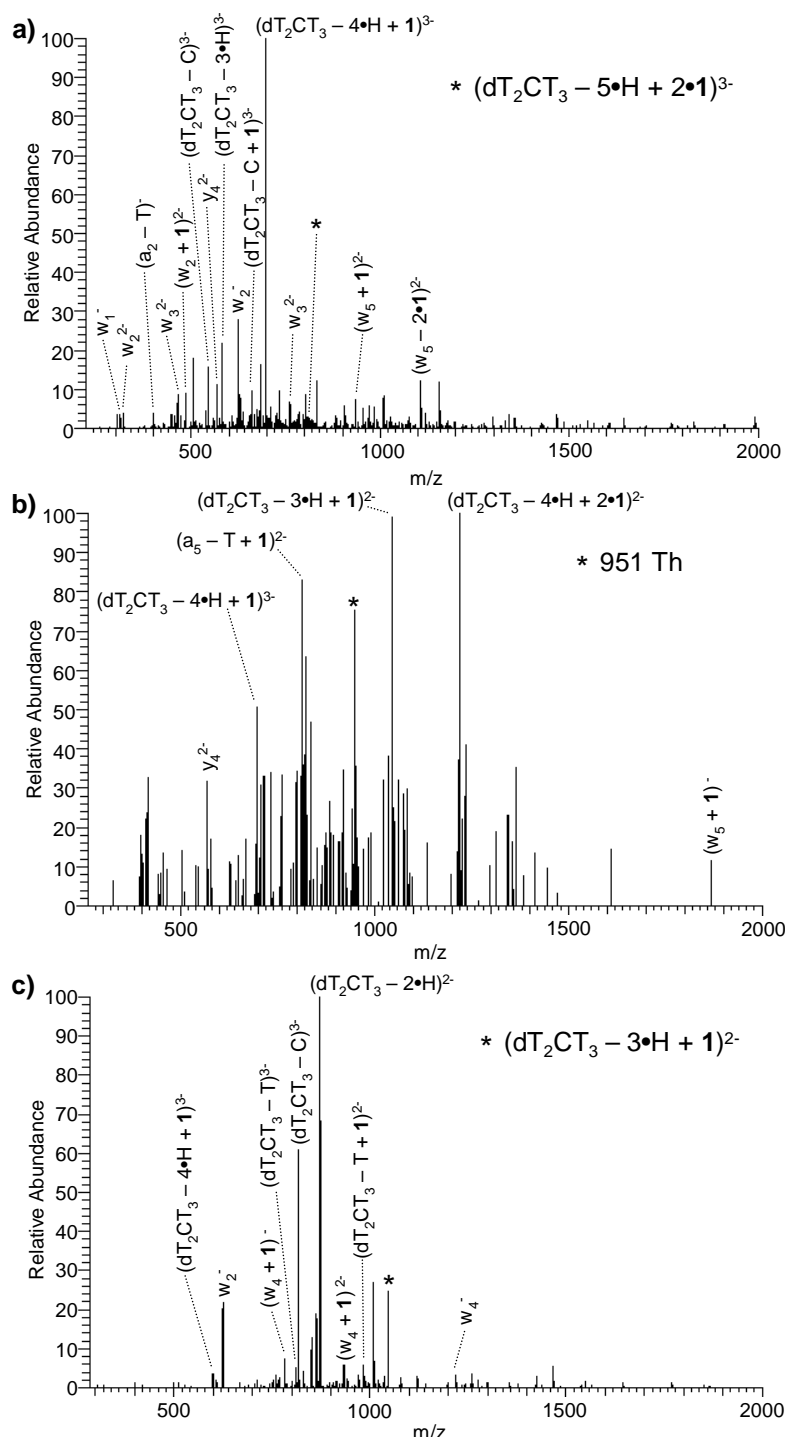 a)
(dT₂CT₃ – 4•H + 1)³⁻
* (dT₂CT₃ – 5•H + 2•1)³⁻
w₁⁻
w₂²⁻
(a₂ – T)⁻
w₃²⁻
(w₂ + 1)²⁻
(dT₂CT₃ – C)³⁻
y₄²⁻
(dT₂CT₃ – 3•H)³⁻
w₂⁻
(dT₂CT₃ – C + 1)³⁻
w₃²⁻
*
(w₅ + 1)²⁻
(w₅ – 2•1)²⁻
Relative Abundance
100
90
80
70
60
50
40
30
20
10
0
500 1000 1500 2000
m/z
b)
(dT₂CT₃ – 3•H + 1)²⁻
(dT₂CT₃ – 4•H + 2•1)²⁻
(a₅ – T + 1)²⁻
* 951 Th
(dT₂CT₃ – 4•H + 1)³⁻
*
y₄²⁻
(w₅ + 1)⁻
Relative Abundance
100
90
80
70
60
50
40
30
20
10
0
500 1000 1500 2000
m/z
c)
(dT₂CT₃ – 2•H)²⁻
* (dT₂CT₃ – 3•H + 1)²⁻
(dT₂CT₃ – 4•H + 1)³⁻
w₂⁻
(w₄ + 1)⁻
(dT₂CT₃ – T)³⁻
(dT₂CT₃ – C)³⁻
(w₄ + 1)²⁻
(dT₂CT₃ – T + 1)²⁻
*
w₄⁻
Relative Abundance
100
90
80
70
60
50
40
30
20
10
0
500 1000 1500 2000
m/z